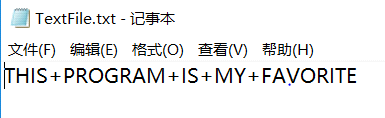 TextFile.txt - 记事本
文件(F) 编辑(E) 格式(O) 查看(V) 帮助(H)
THIS+PROGRAM+IS+MY+FAVORITE